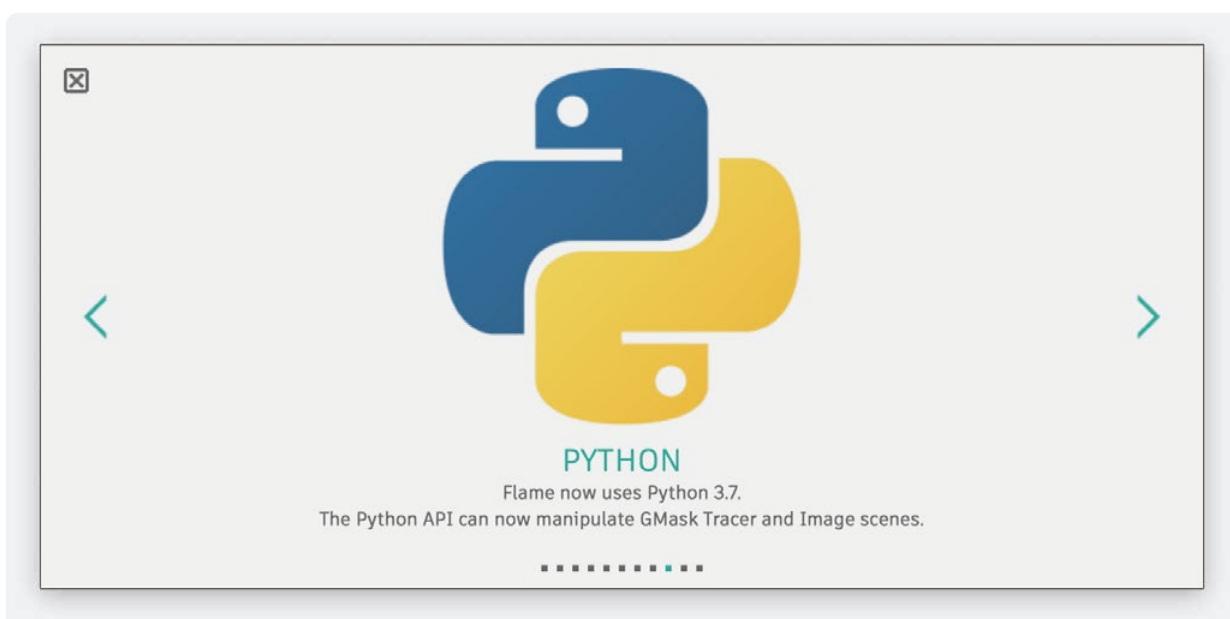 PYTHON
Flame now uses Python 3.7.
The Python API can now manipulate GMask Tracer and Image scenes.